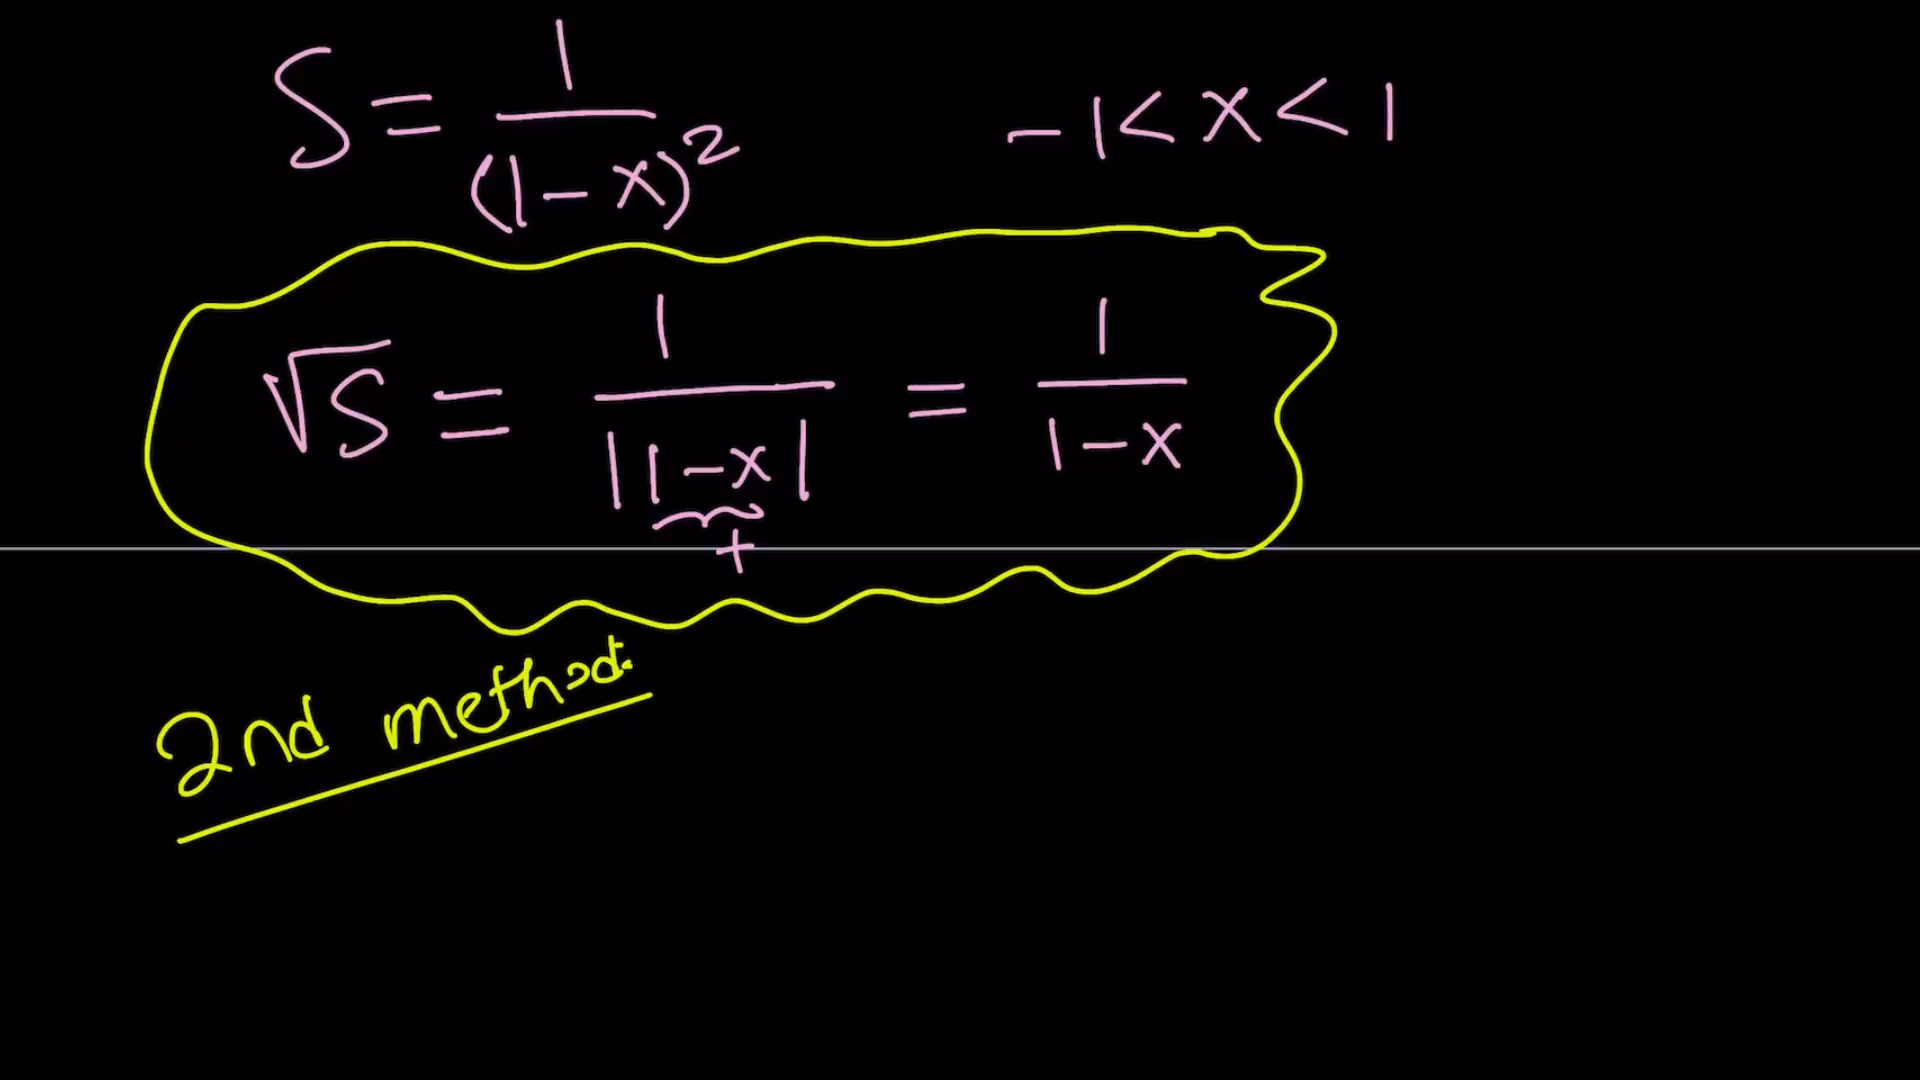 S = 1/(1-x)^2    -1 < x < 1
√S = 1/|1-x| = 1/(1-x)
+
2nd method.